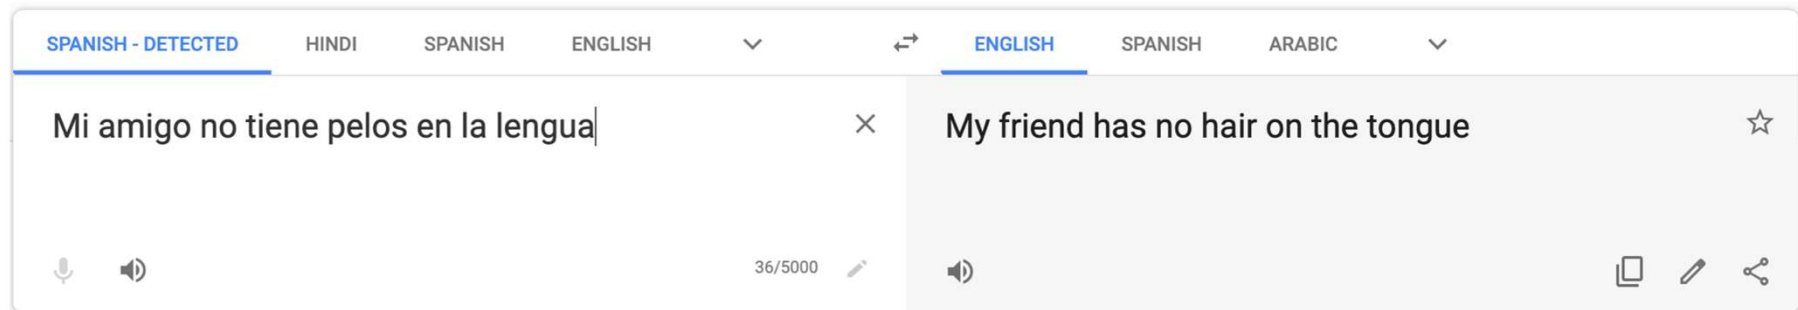 SPANISH - DETECTED HINDI SPANISH ENGLISH ENGLISH SPANISH ARABIC
Mi amigo no tiene pelos en la lengua
My friend has no hair on the tongue
36/5000